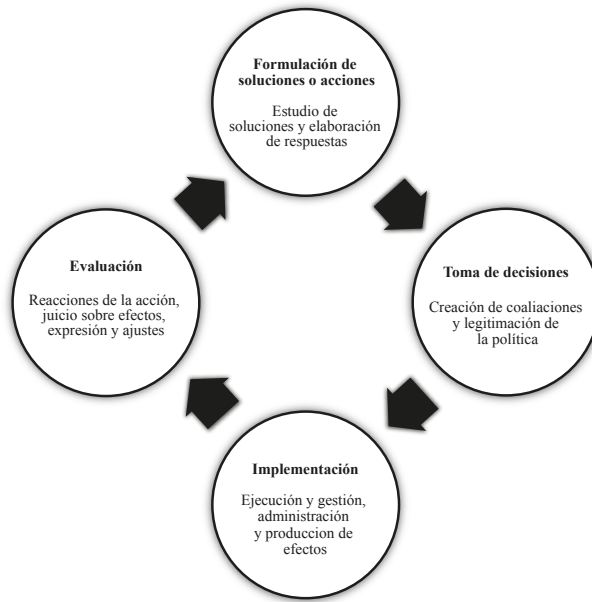 Formulación de
soluciones o acciones
Estudio de
soluciones y elaboración
de respuestas
Toma de decisiones
Creación de coaliaciones
y legitimación de
la política
Implementación
Ejecución y gestión,
administración
y produccion de
efectos
Evaluación
Reacciones de la acción,
juicio sobre efectos,
expresión y ajustes